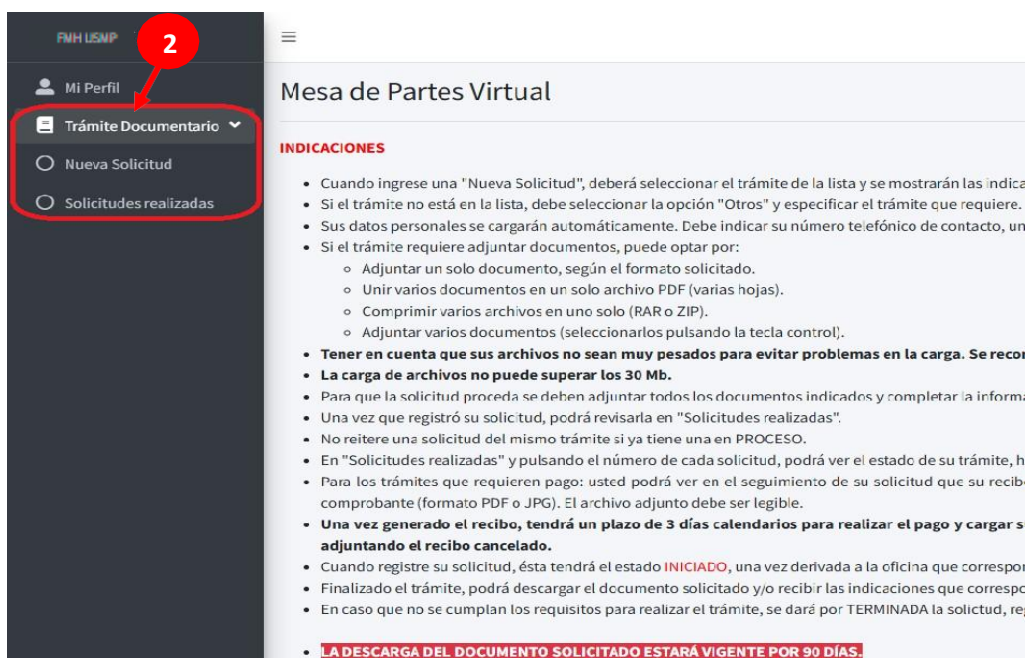 FMH USMP
2
Mi Perfil
Trámite Documentario
Nueva Solicitud
Solicitudes realizadas
Mesa de Partes Virtual
INDICACIONES
• Cuando ingrese una "Nueva Solicitud", deberá seleccionar el trámite de la lista y se mostrarán las indica
• Si el trámite no está en la lista, debe seleccionar la opción "Otros" y especificar el trámite que requiere.
• Sus datos personales se cargarán automáticamente. Debe indicar su número telefónico de contacto, un
• Si el trámite requiere adjuntar documentos, puede optar por:
○ Adjuntar un solo documento, según el formato solicitado.
○ Unir varios documentos en un solo archivo PDF (varias hojas).
○ Comprimir varios archivos en uno solo (RAR o ZIP).
○ Adjuntar varios documentos (seleccionarlos pulsando la tecla control).
• Tener en cuenta que sus archivos no sean muy pesados para evitar problemas en la carga. Se reco
• La carga de archivos no puede superar los 30 Mb.
• Para que la solicitud proceda se deben adjuntar todos los documentos indicados y completar la informa
• Una vez que registró su solicitud, podrá revisarla en "Solicitudes realizadas".
• No reitere una solicitud del mismo trámite si ya tiene una en PROCESO.
• En "Solicitudes realizadas" y pulsando el número de cada solicitud, podrá ver el estado de su trámite, h
• Para los trámites que requieren pago: usted podrá ver en el seguimiento de su solicitud que su recib
comprobante (formato PDF o JPG). El archivo adjunto debe ser legible.
• Una vez generado el recibo, tendrá un plazo de 3 días calendarios para realizar el pago y cargar s
adjuntando el recibo cancelado.
• Cuando registre su solicitud, ésta tendrá el estado INICIADO, una vez derivada a la oficina que correspo
• Finalizado el trámite, podrá descargar el documento solicitado y/o recibir las indicaciones que correspo
• En caso que no se cumplan los requisitos para realizar el trámite, se dará por TERMINADA la solictud, re
• LA DESCARGA DEL DOCUMENTO SOLICITADO ESTARÁ VIGENTE POR 90 DÍAS.